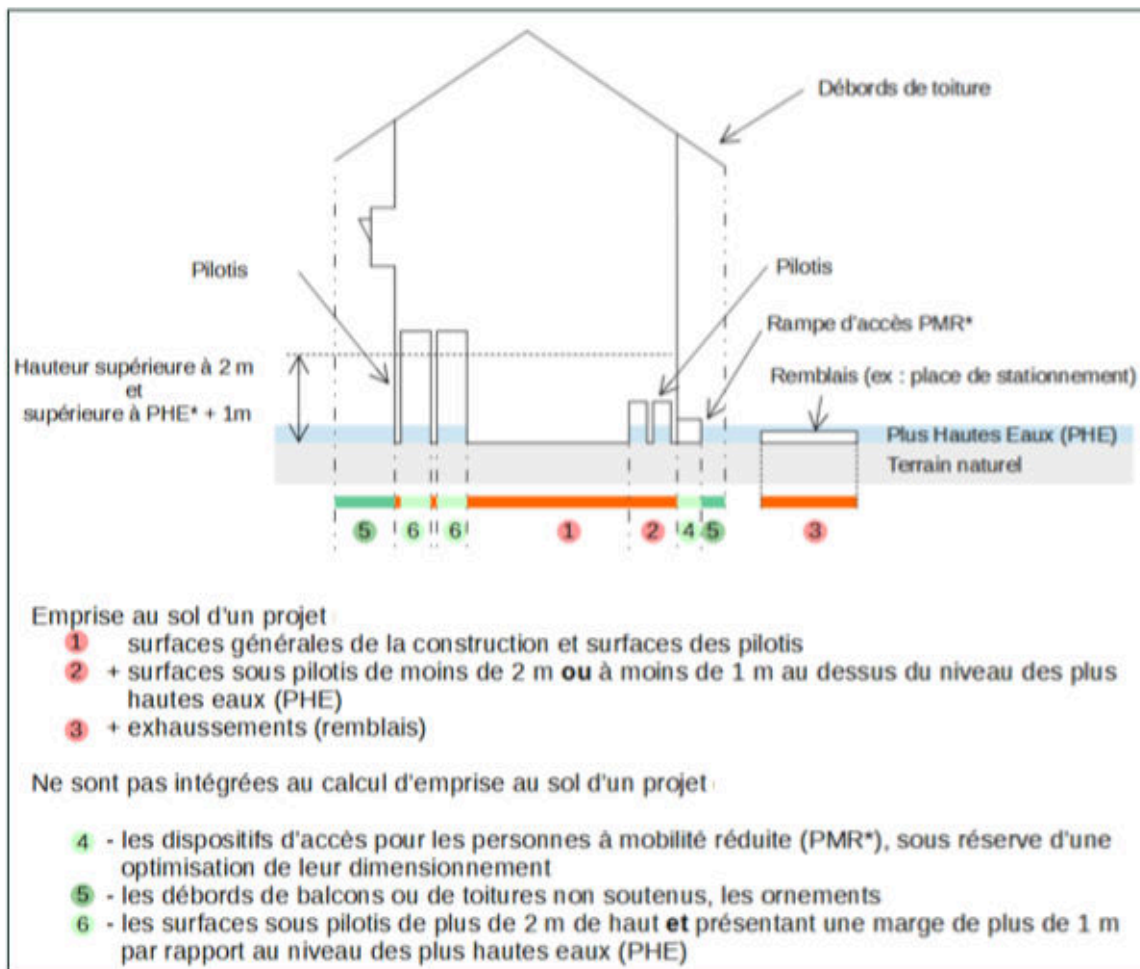 Débords de toiture
Pilotis
Pilotis
Rampe d'accès PMR*
Hauteur supérieure à 2 m
et
supérieure à PHE* + 1m
Remblais (ex : place de stationnement)
Plus Hautes Eaux (PHE)
Terrain naturel
5 6 6 1 2 4 5 3
Emprise au sol d'un projet
1 surfaces générales de la construction et surfaces des pilotis
2 + surfaces sous pilotis de moins de 2 m ou à moins de 1 m au dessus du niveau des plus
hautes eaux (PHE)
3 + exhaussements (remblais)
Ne sont pas intégrées au calcul d'emprise au sol d'un projet
4 - les dispositifs d'accès pour les personnes à mobilité réduite (PMR*), sous réserve d'une
optimisation de leur dimensionnement
5 - les débords de balcons ou de toitures non soutenus, les ornements
6 - les surfaces sous pilotis de plus de 2 m de haut et présentant une marge de plus de 1 m
par rapport au niveau des plus hautes eaux (PHE)